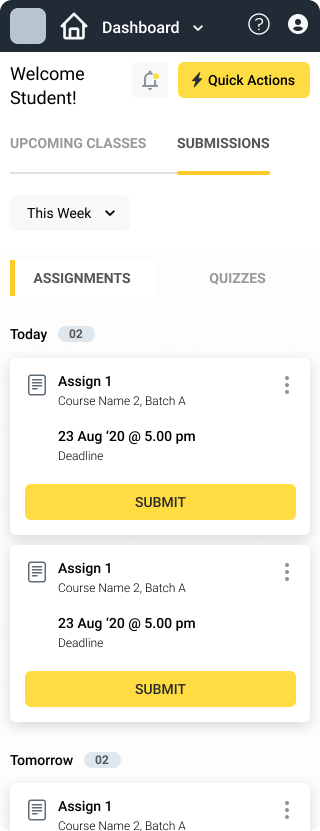 Dashboard
Welcome
Student!
Quick Actions
UPCOMING CLASSES
SUBMISSIONS
This Week
ASSIGNMENTS
QUIZZES
Today 02
Assign 1
Course Name 2, Batch A
23 Aug ‘20 @ 5.00 pm
Deadline
SUBMIT
Assign 1
Course Name 2, Batch A
23 Aug ‘20 @ 5.00 pm
Deadline
SUBMIT
Tomorrow 02
Assign 1
Course Name 2, Batch A